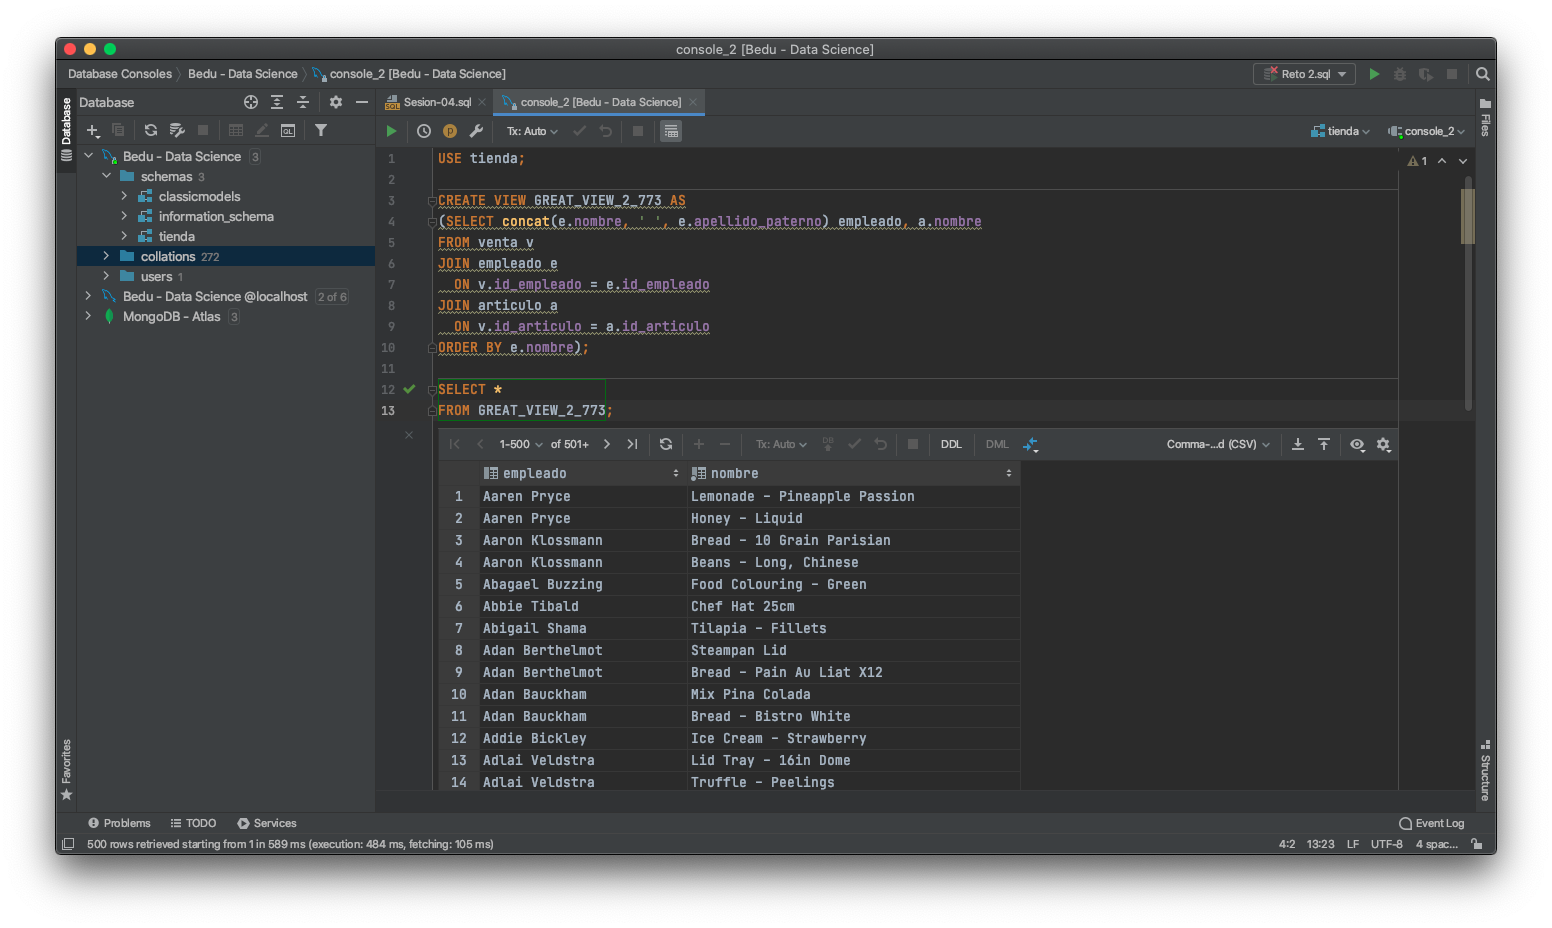 console_2 [Bedu - Data Science]
Database Consoles
Bedu - Data Science
console_2 [Bedu - Data Science]
Reto 2.sql
Database
Sesion-04.sql
console_2 [Bedu - Data Science]
Database
Files
Tx: Auto
tienda
console_2
Bedu - Data Science 3
schemas 3
classicmodels
information_schema
tienda
collations 272
users 1
Bedu - Data Science @localhost 2 of 6
MongoDB - Atlas 3
1 USE tienda;
1
2
3 CREATE VIEW GREAT_VIEW_2_773 AS
4 (SELECT concat(e.nombre, ' ', e.apellido_paterno) empleado, a.nombre
5 FROM venta v
6 JOIN empleado e
7 ON v.id_empleado = e.id_empleado
8 JOIN articulo a
9 ON v.id_articulo = a.id_articulo
10 ORDER BY e.nombre);
11
12 SELECT *
13 FROM GREAT_VIEW_2_773;
1-500 of 501+
Tx: Auto
DB
DDL
DML
Comma-...d (CSV)
empleado nombre
1 Aaren Pryce Lemonade - Pineapple Passion
2 Aaren Pryce Honey - Liquid
3 Aaron Klossmann Bread - 10 Grain Parisian
4 Aaron Klossmann Beans - Long, Chinese
5 Abagael Buzzing Food Colouring - Green
6 Abbie Tibald Chef Hat 25cm
7 Abigail Shama Tilapia - Fillets
8 Adan Berthelmot Steampan Lid
9 Adan Berthelmot Bread - Pain Au Liat X12
10 Adan Bauckham Mix Pina Colada
11 Adan Bauckham Bread - Bistro White
12 Addie Bickley Ice Cream - Strawberry
13 Adlai Veldstra Lid Tray - 16in Dome
14 Adlai Veldstra Truffle - Peelings
Favorites
Structure
Problems
TODO
Services
Event Log
500 rows retrieved starting from 1 in 589 ms (execution: 484 ms, fetching: 105 ms)
4:2
13:23
LF
UTF-8
4 spac...